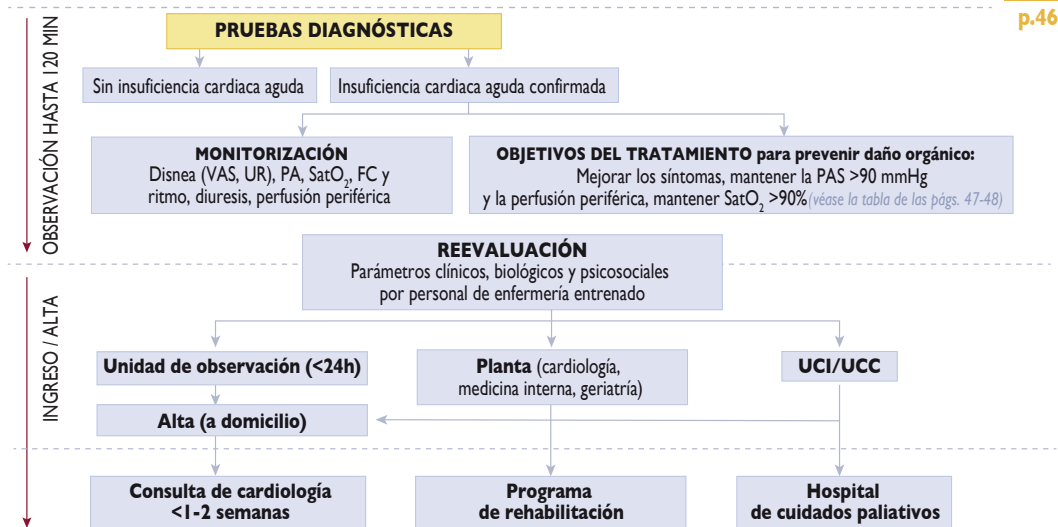 p.46
OBSERVACIÓN HASTA 120 MIN
PRUEBAS DIAGNÓSTICAS
Sin insuficiencia cardiaca aguda
Insuficiencia cardiaca aguda confirmada
MONITORIZACIÓN
Disnea (VAS, UR), PA, SatO₂, FC y
ritmo, diuresis, perfusión periférica
OBJETIVOS DEL TRATAMIENTO para prevenir daño orgánico:
Mejorar los síntomas, mantener la PAS >90 mmHg
y la perfusión periférica, mantener SatO₂ >90% (véase la tabla de las págs. 47-48)
INGRESO / ALTA
REEVALUACIÓN
Parámetros clínicos, biológicos y psicosociales
por personal de enfermería entrenado
Unidad de observación (<24h)
Planta (cardiología,
medicina interna, geriatría)
UCI/UCC
Alta (a domicilio)
Consulta de cardiología
<1-2 semanas
Programa
de rehabilitación
Hospital
de cuidados paliativos